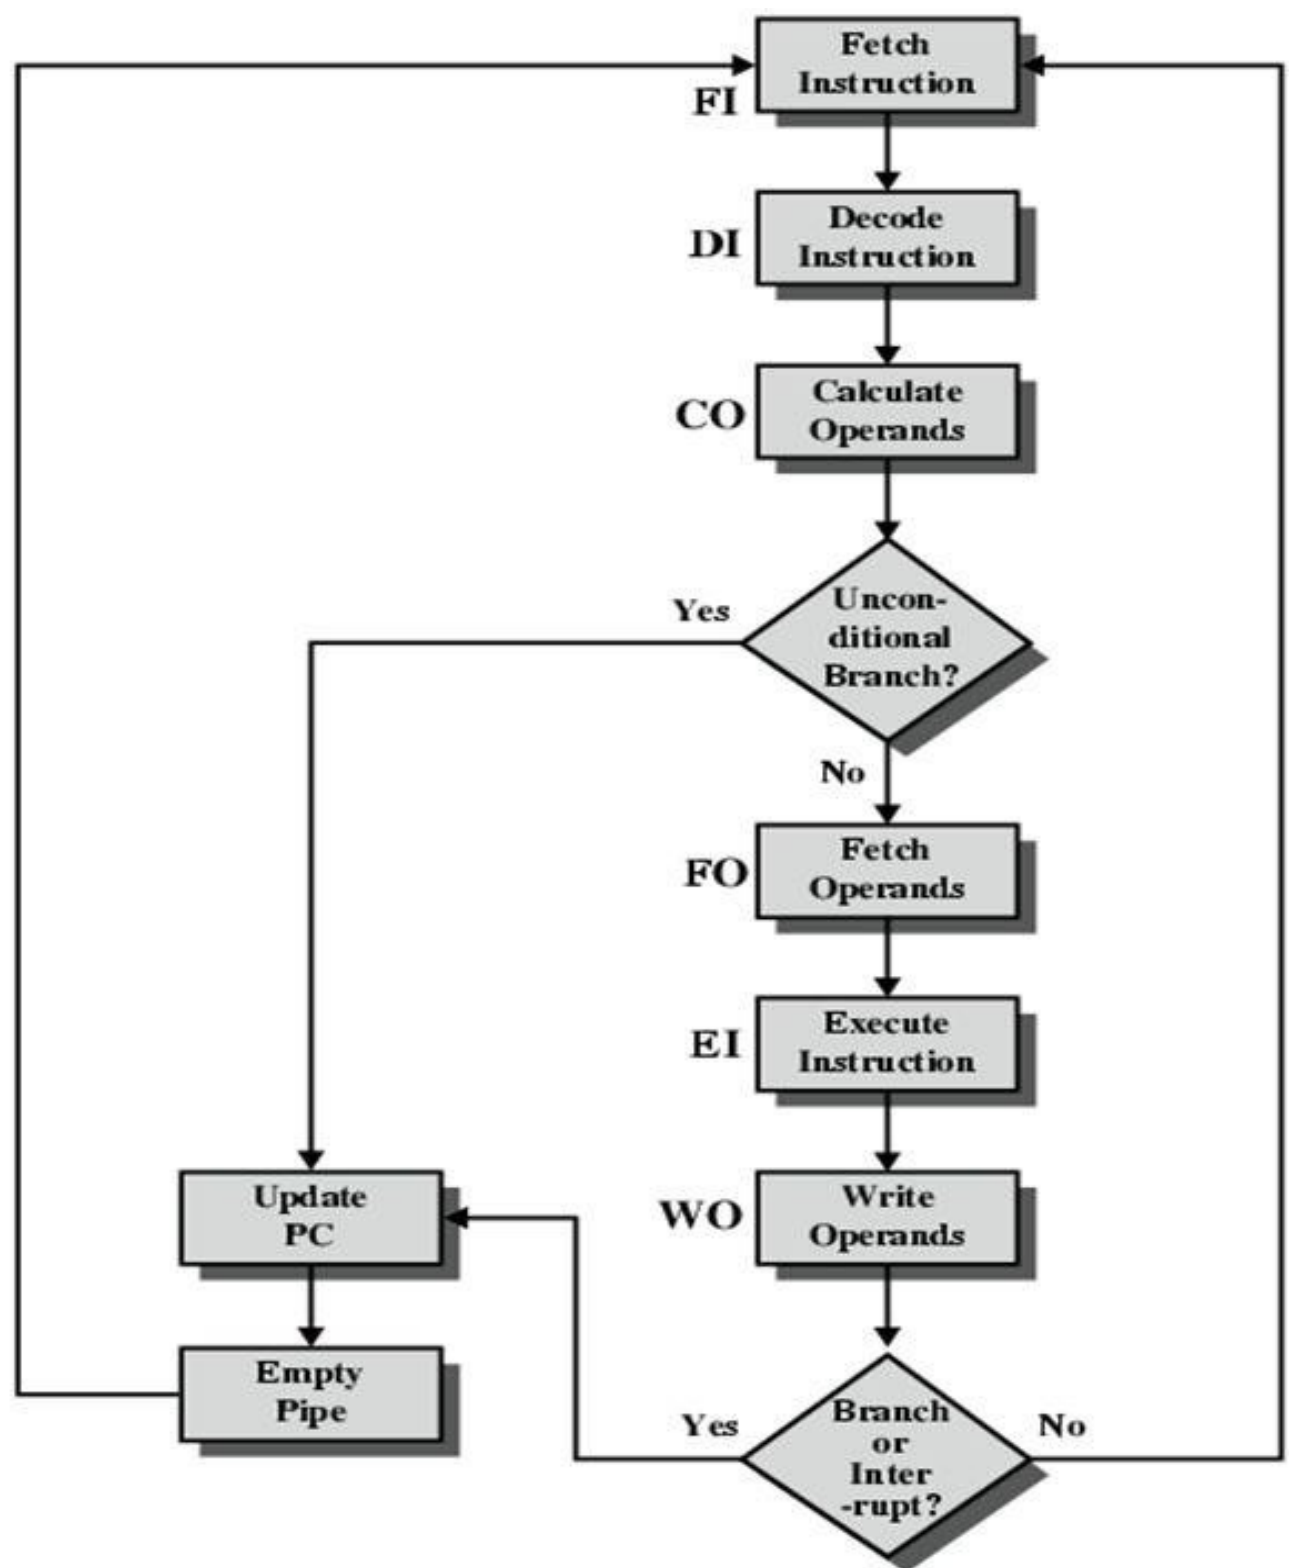 Fetch
Instruction
FI
Decode
Instruction
DI
Calculate
Operands
CO
Uncon-
ditional
Branch?
Yes
No
Fetch
Operands
FO
Execute
Instruction
EI
Write
Operands
WO
Update
PC
Empty
Pipe
Branch
or
Inter
-rupt?
Yes
No